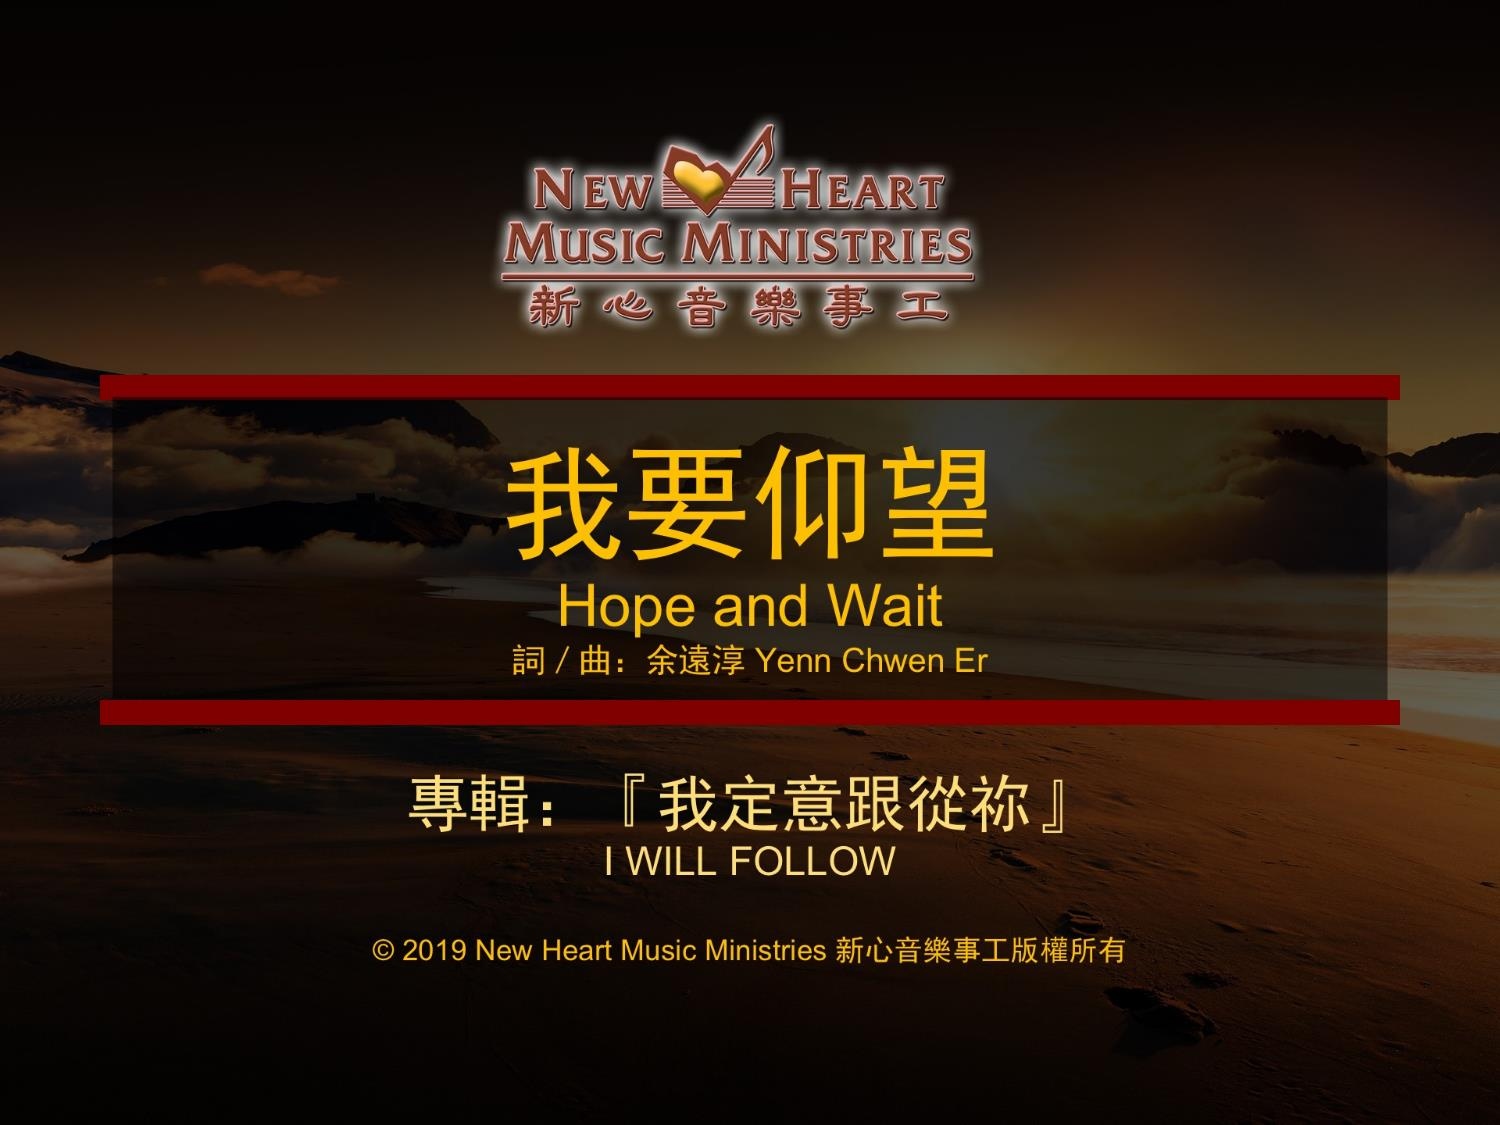 NEW HEART
MUSIC MINISTRIES
新心音樂事工
我要仰望
Hope and Wait
詞 / 曲：余遠淳 Yenn Chwen Er
專輯：『我定意跟從祢』
I WILL FOLLOW
© 2019 New Heart Music Ministries 新心音樂事工版權所有